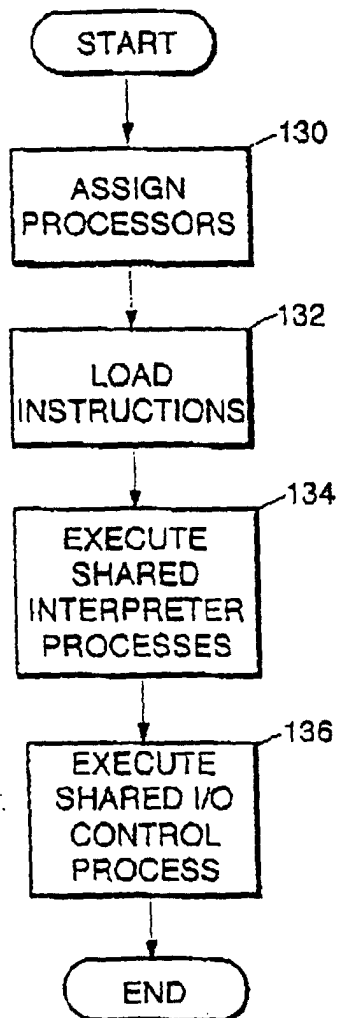 START
130
ASSIGN
PROCESSORS
132
LOAD
INSTRUCTIONS
134
EXECUTE
SHARED
INTERPRETER
PROCESSES
136
EXECUTE
SHARED I/O
CONTROL
PROCESS
END